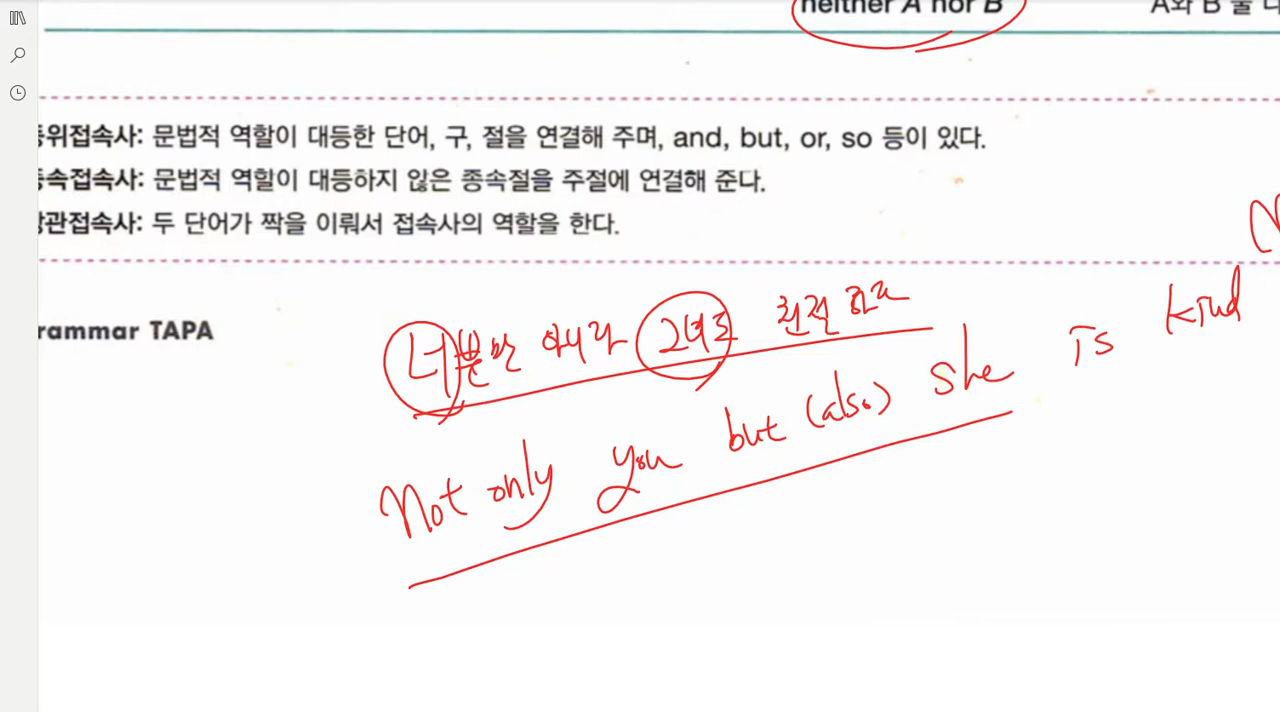 neither A nor B A와 B 둘 다
등위접속사: 문법적 역할이 대등한 단어, 구, 절을 연결해 주며, and, but, or, so 등이 있다.
종속접속사: 문법적 역할이 대등하지 않은 종속절을 주절에 연결해 준다.
상관접속사: 두 단어가 짝을 이뤄서 접속사의 역할을 한다.
rammar TAPA
너뿐만 아니라 그녀도 친절하고
Not only you but (also) she is kind